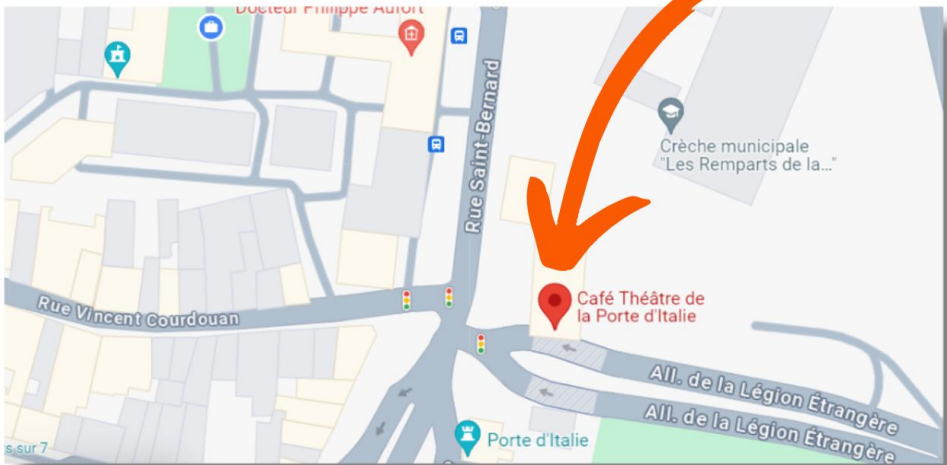 Docteur Philippe Aufort
Rue Saint-Bernard
Crèche municipale
"Les Remparts de la..."
Café Théâtre de
la Porte d'Italie
Rue Vincent Courdouan
All. de la Légion Étrangère
All. de la Légion Étrangère
Porte d'Italie
s sur 7